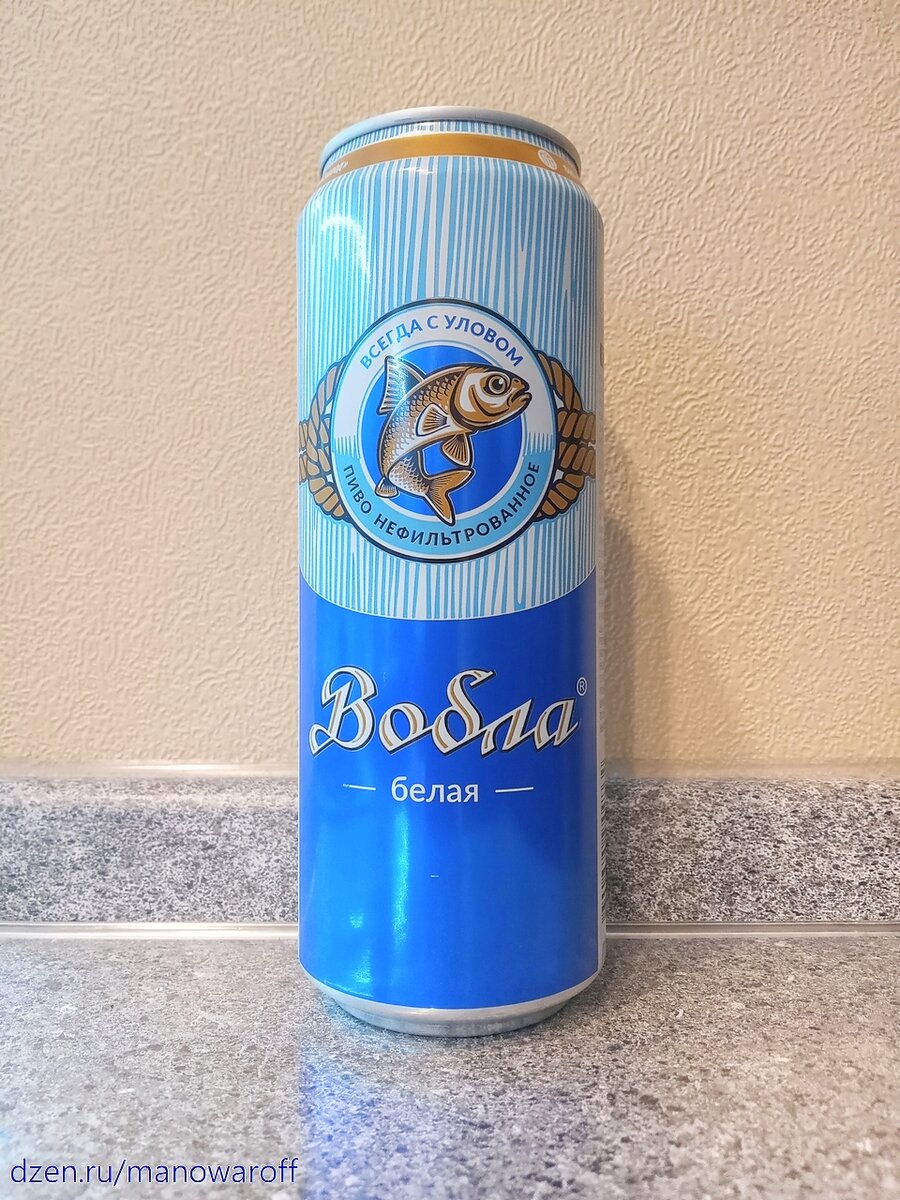 ВСЕГДА С УЛОВОМ
ПИВО НЕФИЛЬТРОВАННОЕ
Вобла®
белая
dzen.ru/manowaroff